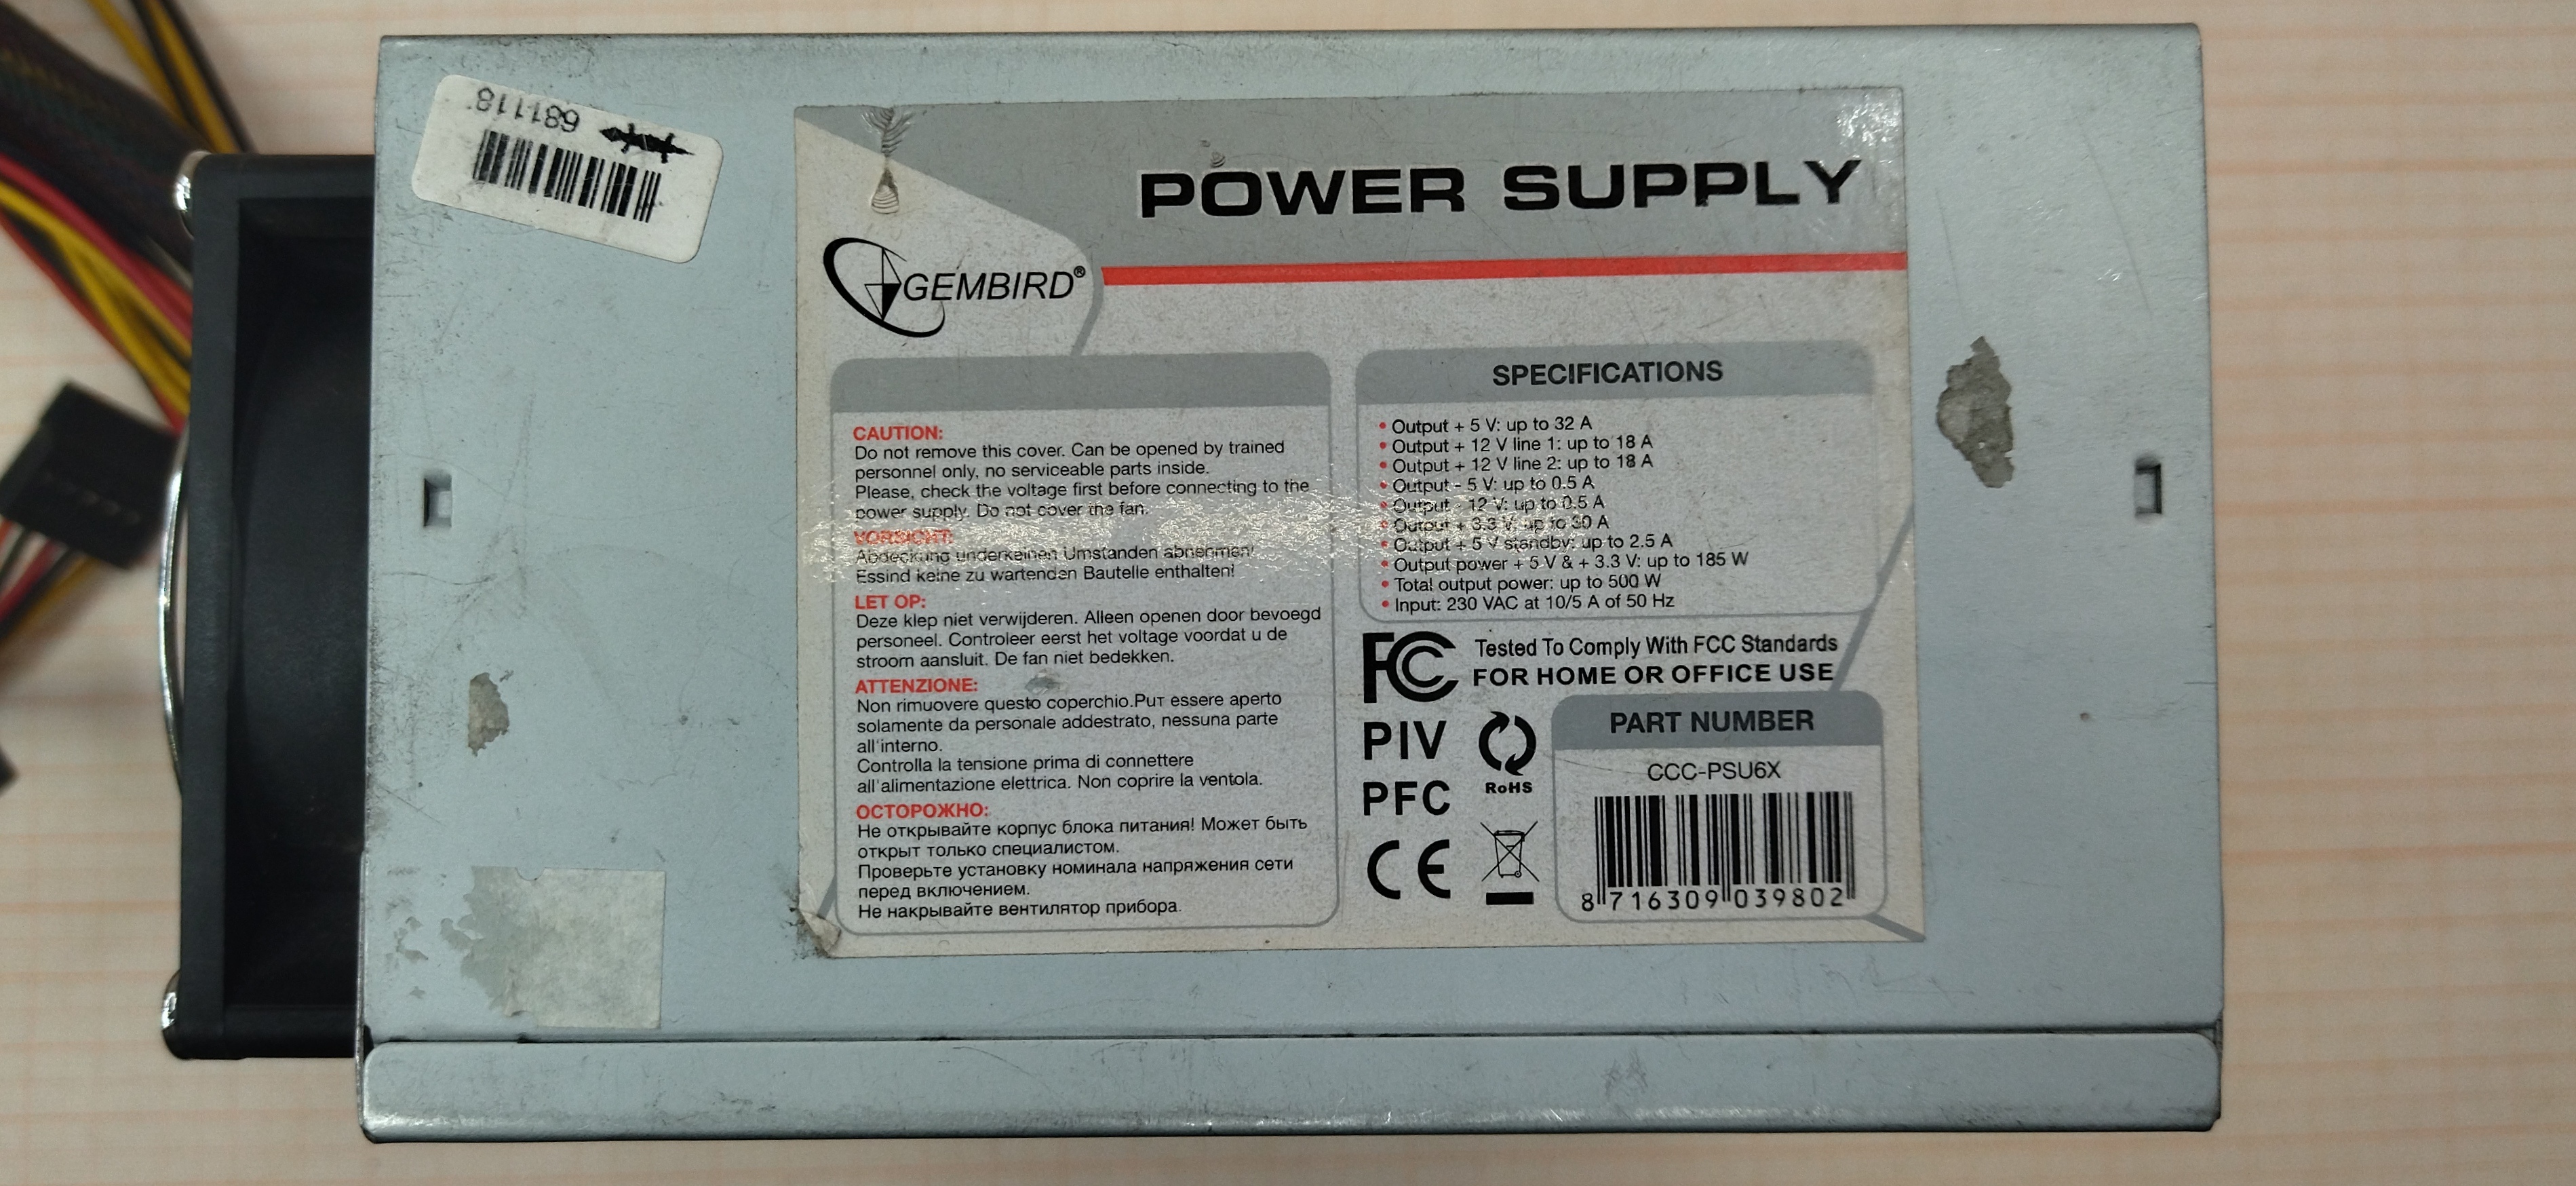 681118
POWER SUPPLY
GEMBIRD®
CAUTION:
Do not remove this cover. Can be opened by trained
personnel only, no serviceable parts inside.
Please, check the voltage first before connecting to the
power supply. Do not cover the fan.
VORSICHT:
Abdeckung underkeinen Umstanden abnehmen!
Essind keine zu wartenden Bautelle enthalten!
LET OP:
Deze klep niet verwijderen. Alleen openen door bevoegd
personeel. Controleer eerst het voltage voordat u de
stroom aansluit. De fan niet bedekken.
ATTENZIONE:
Non rimuovere questo coperchio.Puт essere aperto
solamente da personale addestrato, nessuna parte
all'interno.
Controlla la tensione prima di connettere
all'alimentazione elettrica. Non coprire la ventola.
ОСТОРОЖНО:
Не открывайте корпус блока питания! Может быть
открыт только специалистом.
Проверьте установку номинала напряжения сети
перед включением.
Не накрывайте вентилятор прибора.
SPECIFICATIONS
• Output + 5 V: up to 32 A
• Output + 12 V line 1: up to 18 A
• Output + 12 V line 2: up to 18 A
• Output - 5 V: up to 0.5 A
• Output - 12 V: up to 0.5 A
• Output + 3.3 V: up to 30 A
• Output + 5 V standby: up to 2.5 A
• Output power + 5 V & + 3.3 V: up to 185 W
• Total output power: up to 500 W
• Input: 230 VAC at 10/5 A of 50 Hz
FC Tested To Comply With FCC Standards
FOR HOME OR OFFICE USE
PIV
RoHS
PFC
CE
PART NUMBER
CCC-PSU6X
8 716309 039802